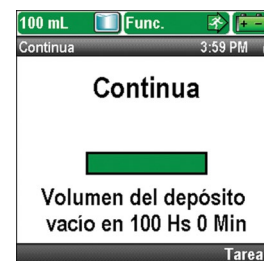 100 mL Func.
Continua 3:59 PM
Continua
Volumen del depósito
vacío en 100 Hs 0 Min
Tarea